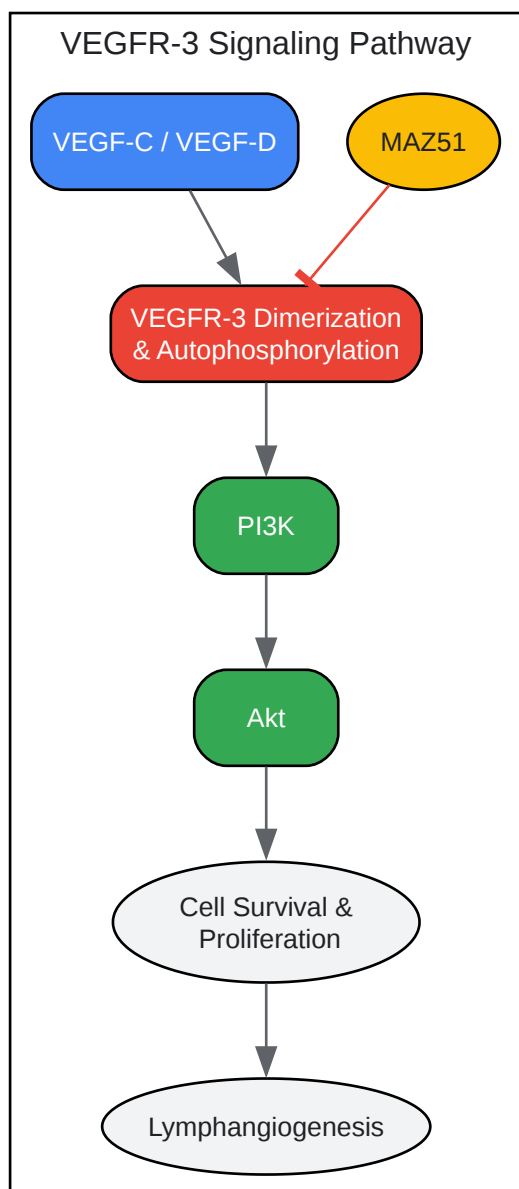 VEGFR-3 Signaling Pathway
VEGF-C / VEGF-D
MAZ51
VEGFR-3 Dimerization
& Autophosphorylation
PI3K
Akt
Cell Survival &
Proliferation
Lymphangiogenesis